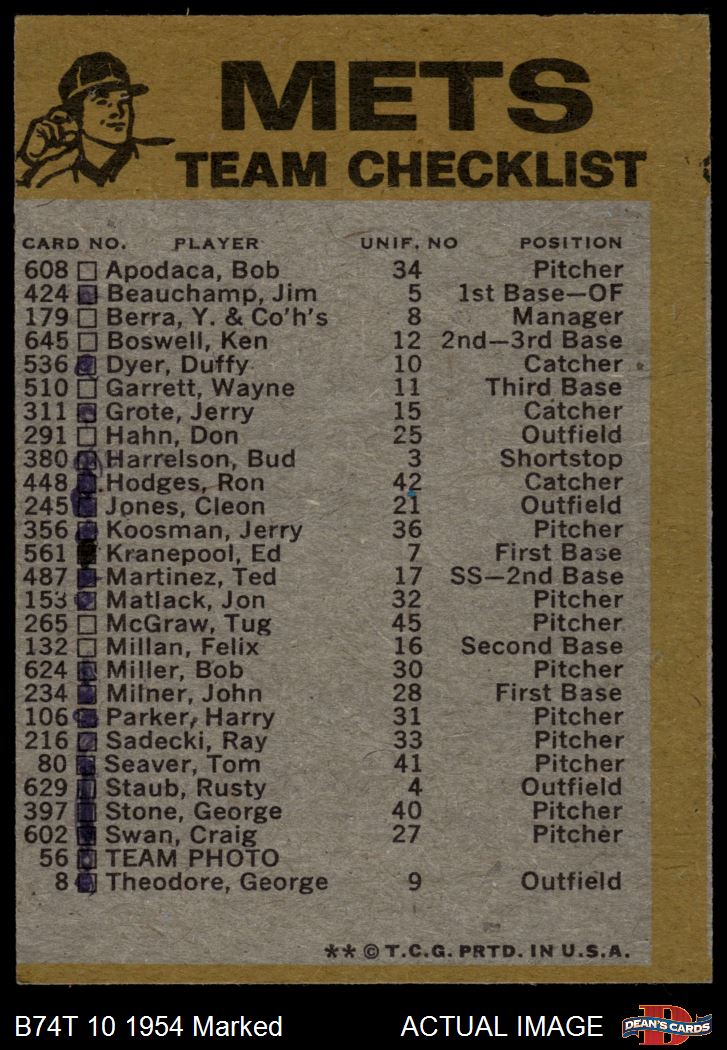 METS
TEAM CHECKLIST
CARD NO. PLAYER UNIF. NO POSITION
608 Apodaca, Bob 34 Pitcher
424 Beauchamp, Jim 5 1st Base—OF
179 Berra, Y. & Co'h's 8 Manager
645 Boswell, Ken 12 2nd—3rd Base
536 Dyer, Duffy 10 Catcher
510 Garrett, Wayne 11 Third Base
311 Grote, Jerry 15 Catcher
291 Hahn, Don 25 Outfield
380 Harrelson, Bud 3 Shortstop
448 Hodges, Ron 42 Catcher
245 Jones, Cleon 21 Outfield
356 Koosman, Jerry 36 Pitcher
561 Kranepool, Ed 7 First Base
487 Martinez, Ted 17 SS—2nd Base
153 Matlack, Jon 32 Pitcher
265 McGraw, Tug 45 Pitcher
132 Millan, Felix 16 Second Base
624 Miller, Bob 30 Pitcher
234 Milner, John 28 First Base
106 Parker, Harry 31 Pitcher
216 Sadecki, Ray 33 Pitcher
80 Seaver, Tom 41 Pitcher
629 Staub, Rusty 4 Outfield
397 Stone, George 40 Pitcher
602 Swan, Craig 27 Pitcher
56 TEAM PHOTO
8 Theodore, George 9 Outfield
** © T.C.G. PRTD. IN U.S.A.
B74T 10 1954 Marked ACTUAL IMAGE DEAN'S CARDS